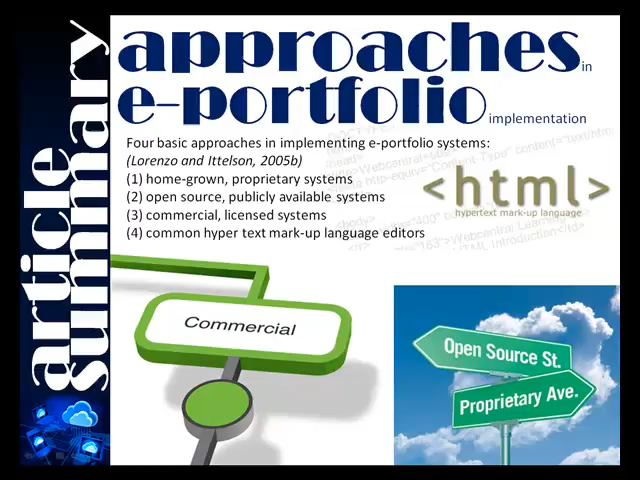 article
summary
approaches in
e-portfolio implementation
Four basic approaches in implementing e-portfolio systems:
(Lorenzo and Ittelson, 2005b)
(1) home-grown, proprietary systems
(2) open source, publicly available systems
(3) commercial, licensed systems
(4) common hyper text mark-up language editors
<html>
hypertext mark-up language
Commercial
Open Source St.
Proprietary Ave.